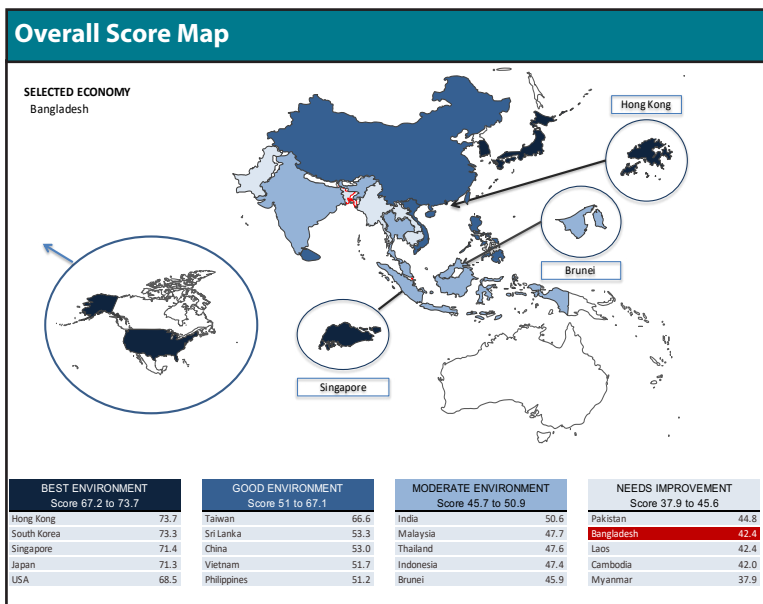 Overall Score Map
SELECTED ECONOMY
Bangladesh
Hong Kong
Brunei
Singapore
BEST ENVIRONMENT
Score 67.2 to 73.7
Hong Kong 73.7
South Korea 73.3
Singapore 71.4
Japan 71.3
USA 68.5
GOOD ENVIRONMENT
Score 51 to 67.1
Taiwan 66.6
Sri Lanka 53.3
China 53.0
Vietnam 51.7
Philippines 51.2
MODERATE ENVIRONMENT
Score 45.7 to 50.9
India 50.6
Malaysia 47.7
Thailand 47.6
Indonesia 47.4
Brunei 45.9
NEEDS IMPROVEMENT
Score 37.9 to 45.6
Pakistan 44.8
Bangladesh 42.4
Laos 42.4
Cambodia 42.0
Myanmar 37.9